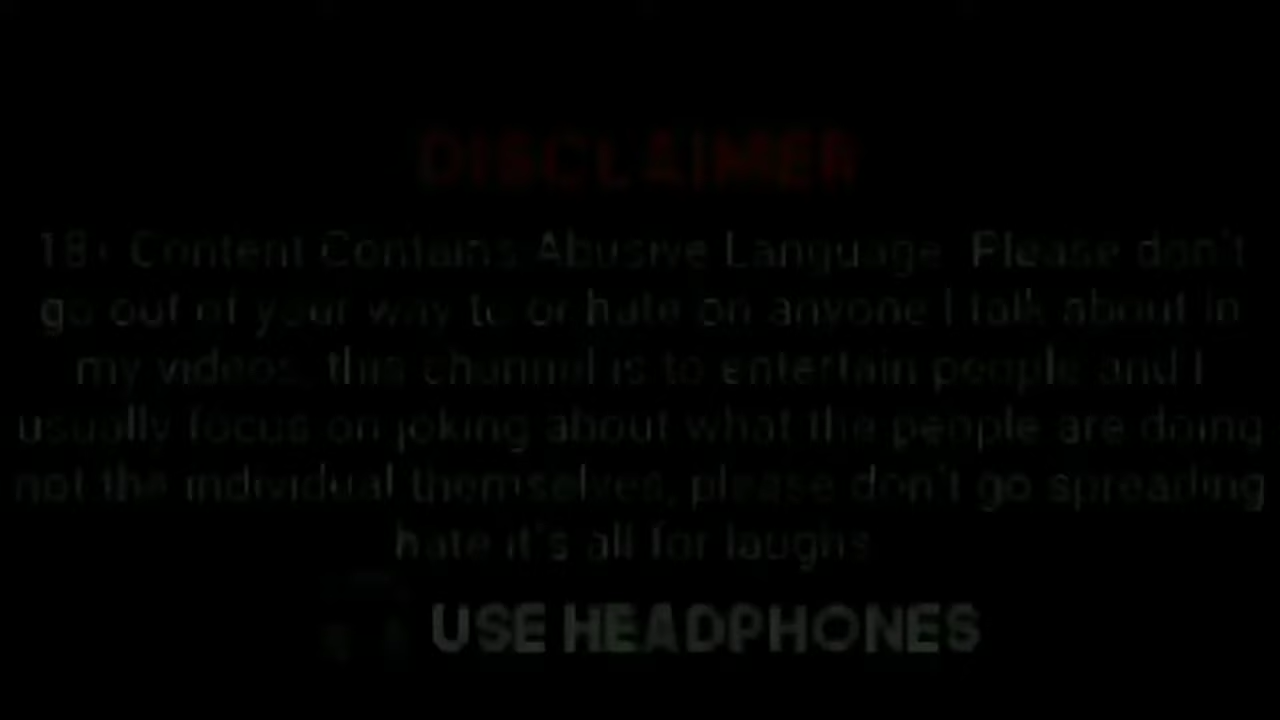 DISCLAIMER
18+ Content Contains Abusive Language. Please don't
go out of your way to or hate on anyone I talk about in
my videos, this channel is to entertain people and I
usually focus on joking about what the people are doing
not the individual themselves, please don't go spreading
hate it's all for laughs
USE HEADPHONES